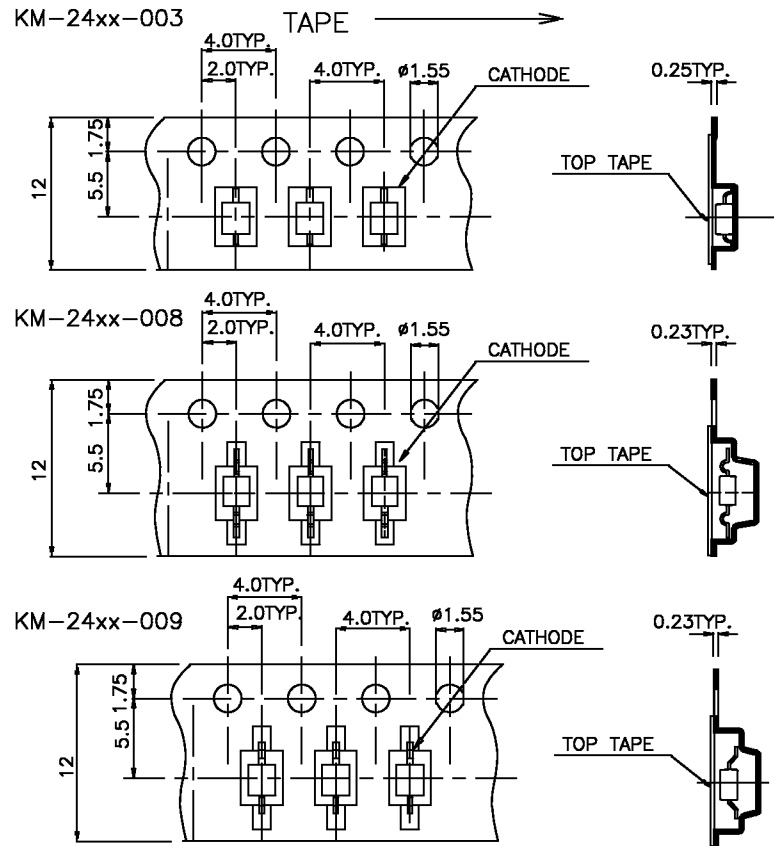 KM-24xx-003
TAPE
4.0TYP.
2.0TYP.
4.0TYP.
ø1.55
CATHODE
0.25TYP.
1.75
5.5
12
TOP TAPE
KM-24xx-008
4.0TYP.
2.0TYP.
4.0TYP.
ø1.55
CATHODE
0.23TYP.
1.75
5.5
12
TOP TAPE
KM-24xx-009
4.0TYP.
2.0TYP.
4.0TYP.
ø1.55
CATHODE
0.23TYP.
1.75
5.5
12
TOP TAPE